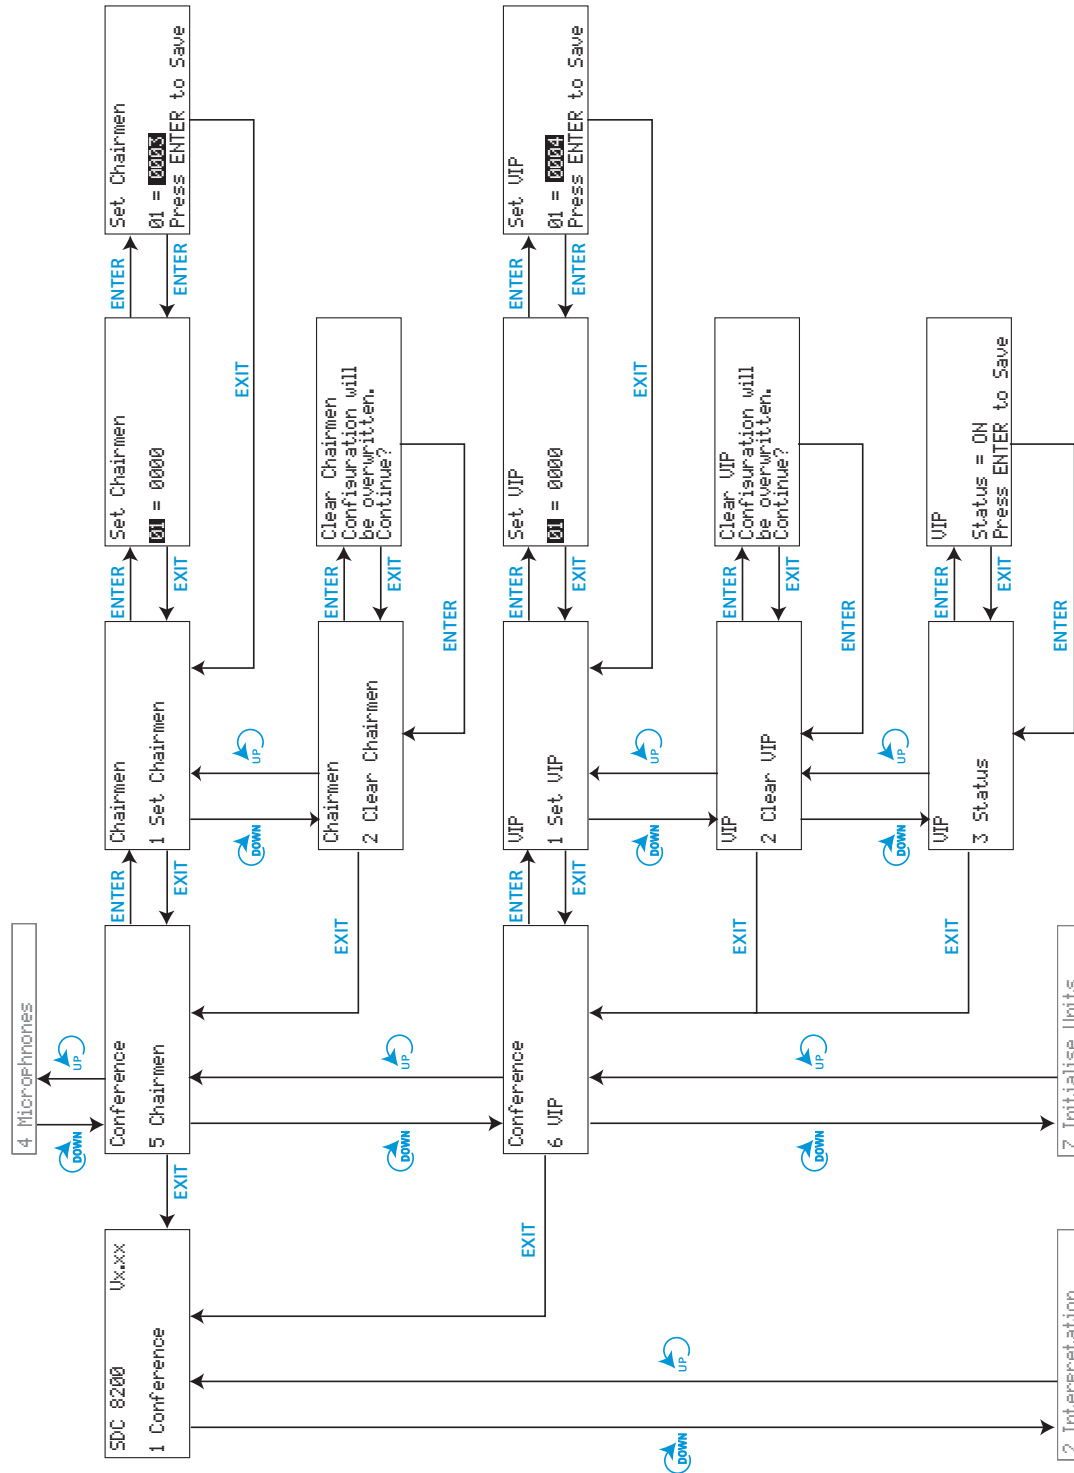 4 Microphnones
DOWN
UP
SDC 8200 Vx.xx
1 Conference
EXIT
Conference
5 Chairmen
ENTER
EXIT
Chairmen
1 Set Chairmen
ENTER
EXIT
Set Chairmen
01 = 0000
ENTER
ENTER
Set Chairmen
01 = 0003
Press ENTER to Save
DOWN
UP
EXIT
EXIT
Chairmen
2 Clear Chairmen
ENTER
EXIT
Clear Chairmen
Configuration will
be overwritten.
Continue?
DOWN
UP
ENTER
EXIT
Conference
6 VIP
ENTER
EXIT
VIP
1 Set VIP
ENTER
EXIT
Set VIP
01 = 0000
ENTER
ENTER
Set VIP
01 = 0004
Press ENTER to Save
DOWN
UP
DOWN
UP
EXIT
EXIT
VIP
2 Clear VIP
ENTER
EXIT
Clear VIP
Configuration will
be overwritten.
Continue?
DOWN
UP
DOWN
UP
ENTER
EXIT
VIP
3 Status
ENTER
EXIT
VIP
Status = ON
Press ENTER to Save
ENTER
2 Interpretation
7 Initialise Units